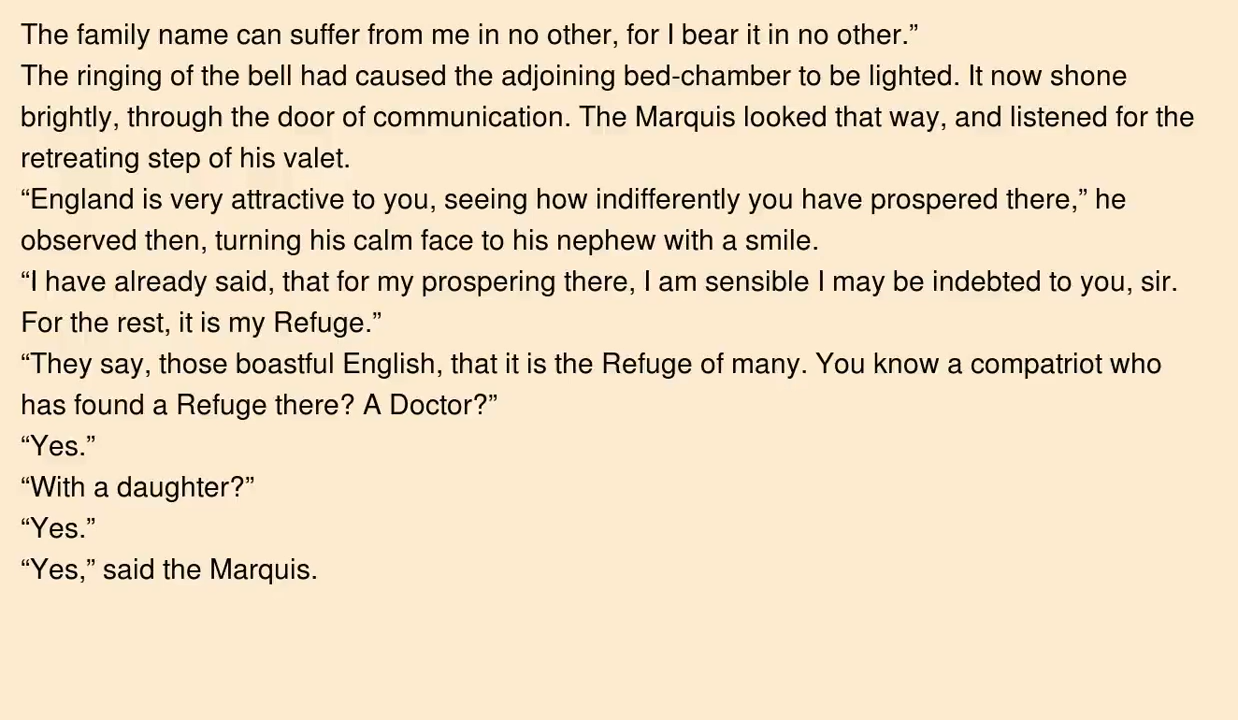 The family name can suffer from me in no other, for I bear it in no other.”
The ringing of the bell had caused the adjoining bed-chamber to be lighted. It now shone
brightly, through the door of communication. The Marquis looked that way, and listened for the
retreating step of his valet.
“England is very attractive to you, seeing how indifferently you have prospered there,” he
observed then, turning his calm face to his nephew with a smile.
“I have already said, that for my prospering there, I am sensible I may be indebted to you, sir.
For the rest, it is my Refuge.”
“They say, those boastful English, that it is the Refuge of many. You know a compatriot who
has found a Refuge there? A Doctor?”
“Yes.”
“With a daughter?”
“Yes.”
“Yes,” said the Marquis.